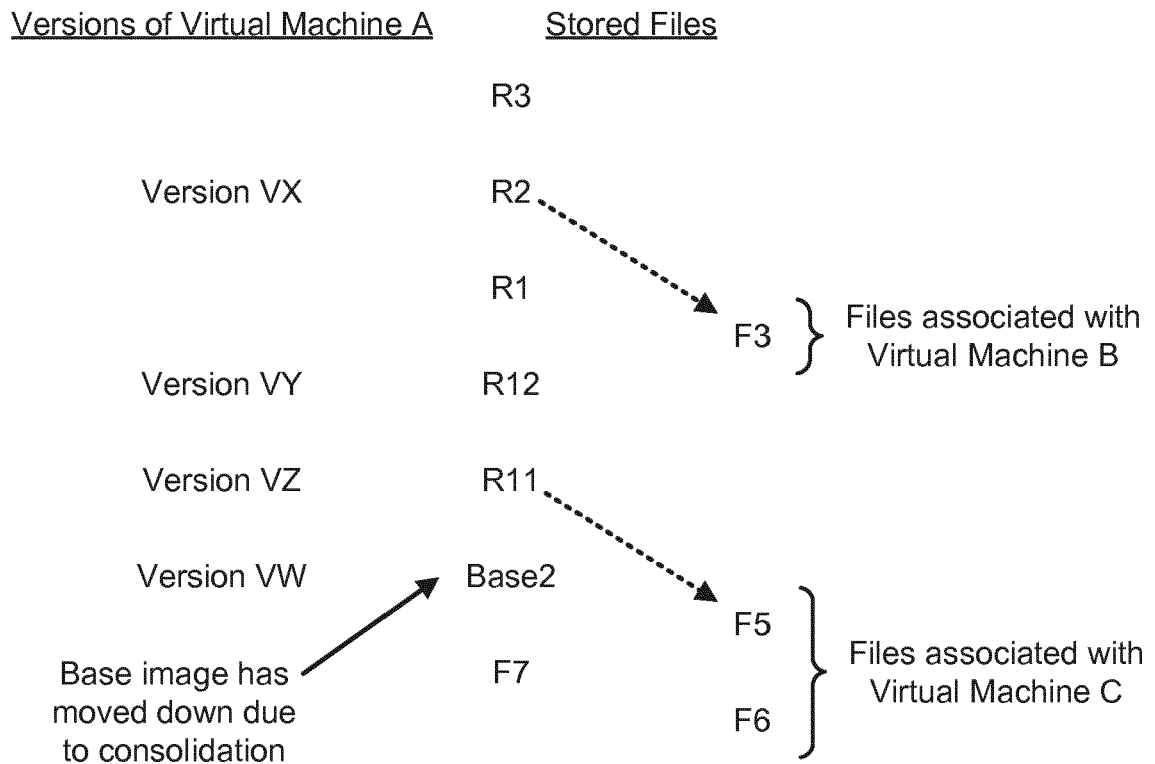 Versions of Virtual Machine A Stored Files
R3
Version VX R2
R1
F3
Files associated with
Virtual Machine B
Version VY R12
Version VZ R11
Version VW Base2
F5
Base image has
moved down due
to consolidation
F7
F6
Files associated with
Virtual Machine C